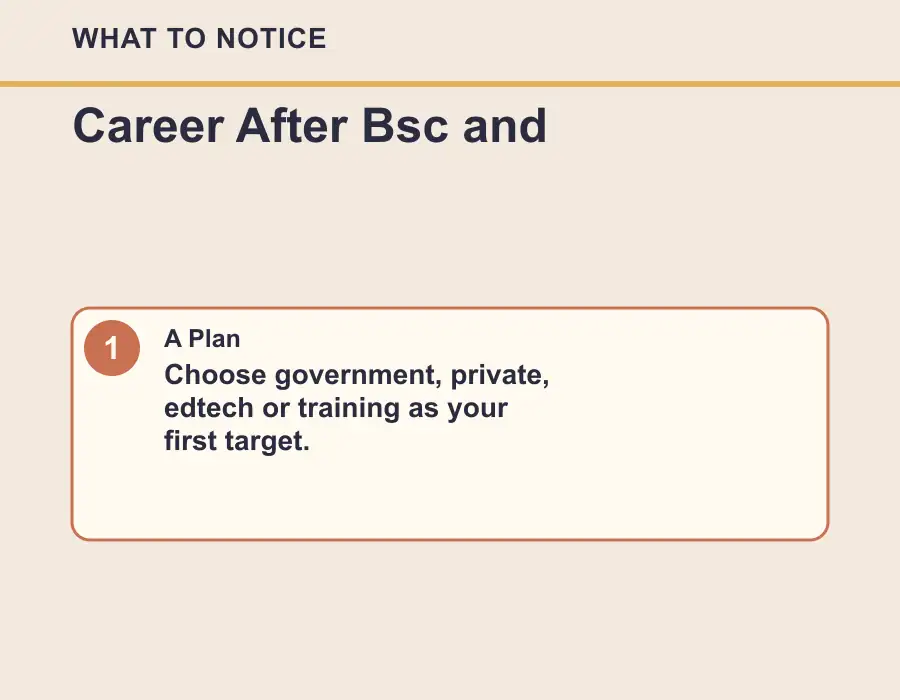 WHAT TO NOTICE
Career After Bsc and
1
A Plan
Choose government, private,
edtech or training as your
first target.